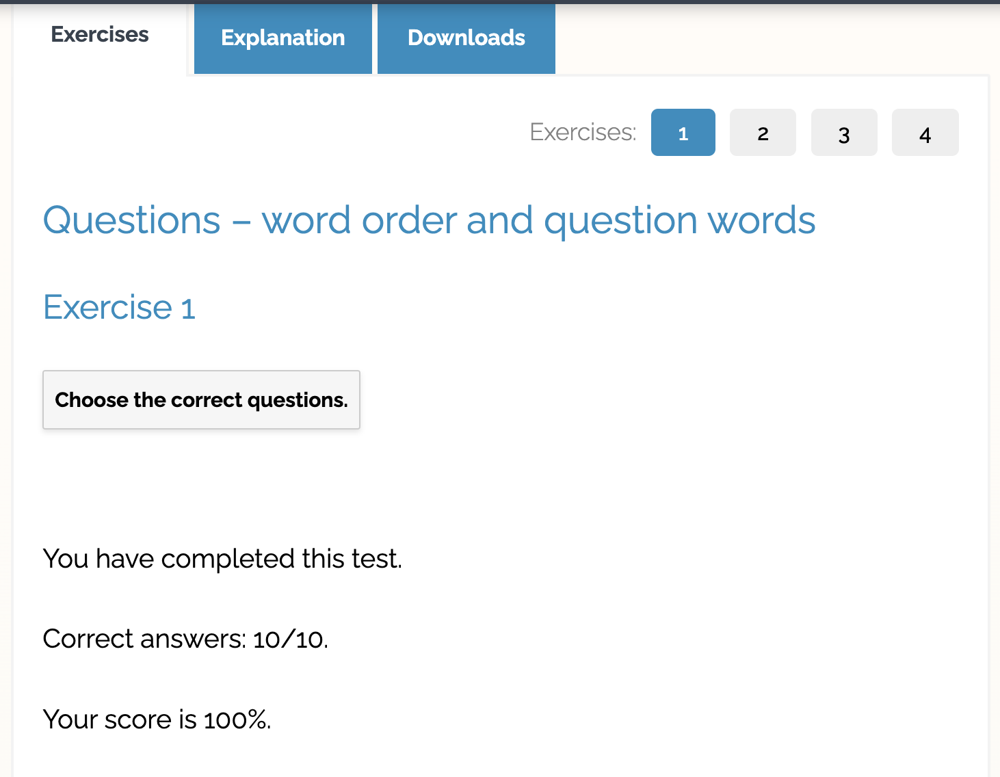 Exercises
Explanation
Downloads
Exercises:
1
2
3
4
Questions – word order and question words
Exercise 1
Choose the correct questions.
You have completed this test.
Correct answers: 10/10.
Your score is 100%.